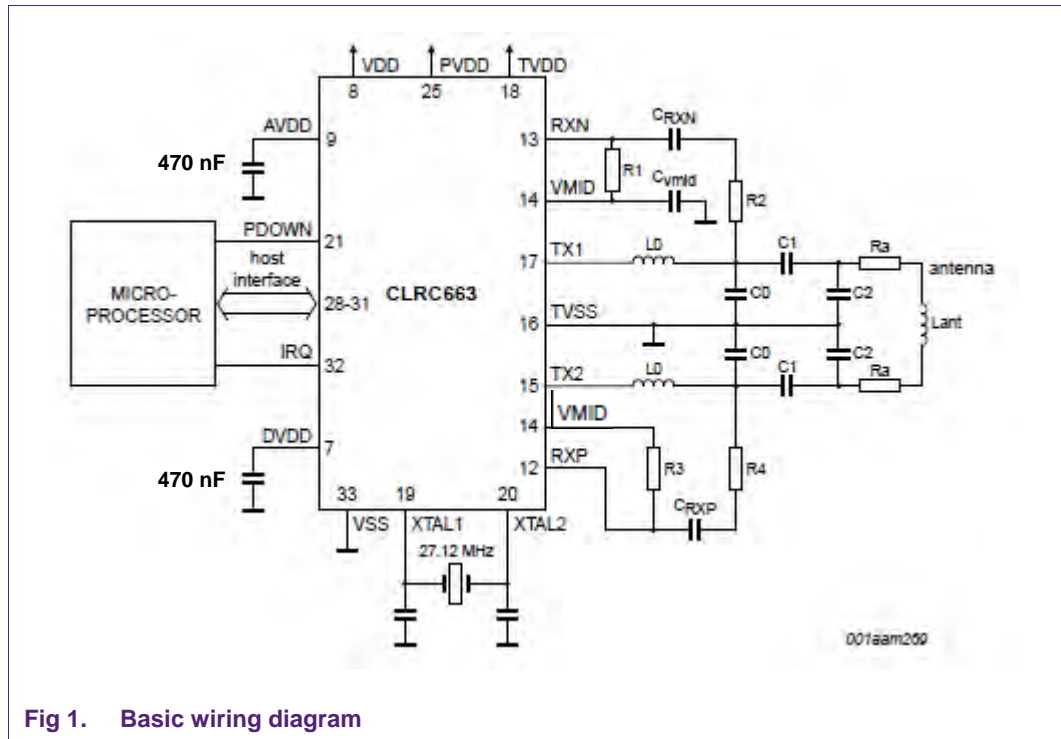 VDD PVDD TVDD
8 25 18
AVDD 9
470 nF
13 RXN
CRXN
R1
14 VMID
Cvmid
R2
PDOWN 21
host
interface
28-31
MICRO-
PROCESSOR
CLRC663
IRQ 32
17 TX1
L0
C1
Ra
antenna
C0
C2
16 TVSS
Lant
C0
C2
15 TX2
L0
C1
Ra
14 VMID
DVDD 7
12 RXP
R3
R4
470 nF
CRXP
33 19 20
VSS XTAL1 XTAL2
27.12 MHz
001aam269
Fig 1. Basic wiring diagram